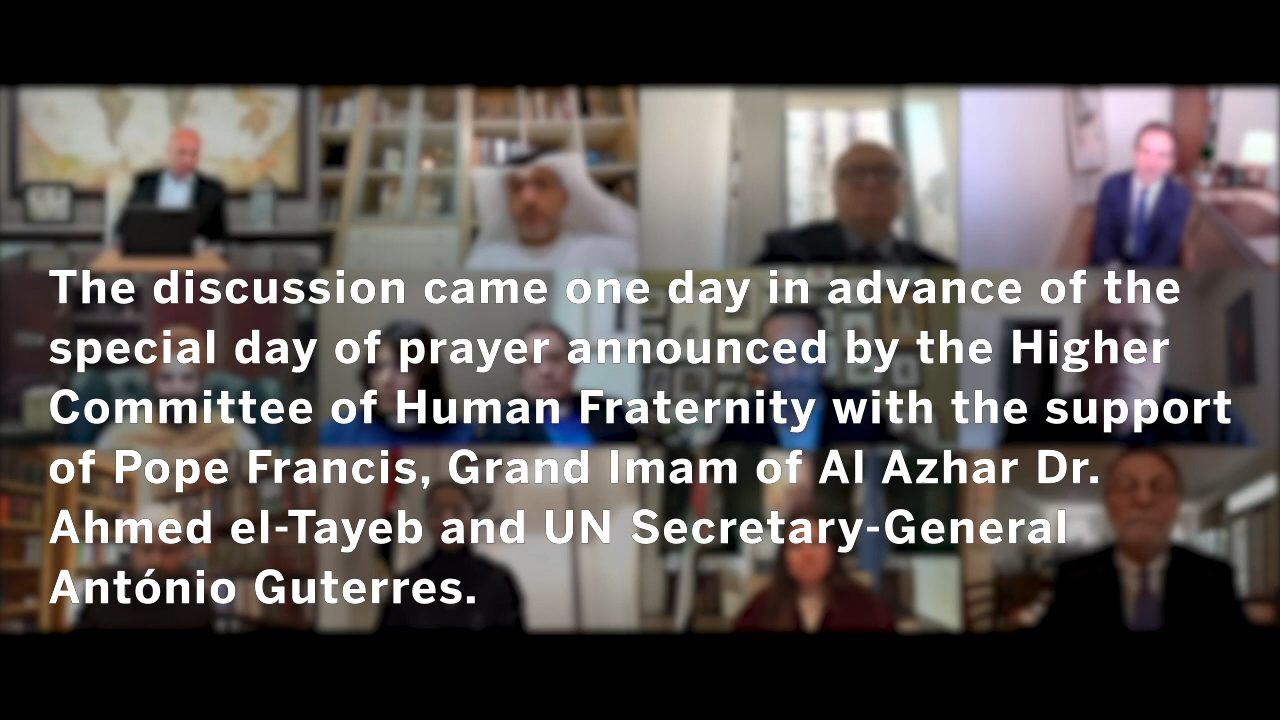 The discussion came one day in advance of the
special day of prayer announced by the Higher
Committee of Human Fraternity with the support
of Pope Francis, Grand Imam of Al Azhar Dr.
Ahmed el-Tayeb and UN Secretary-General
António Guterres.